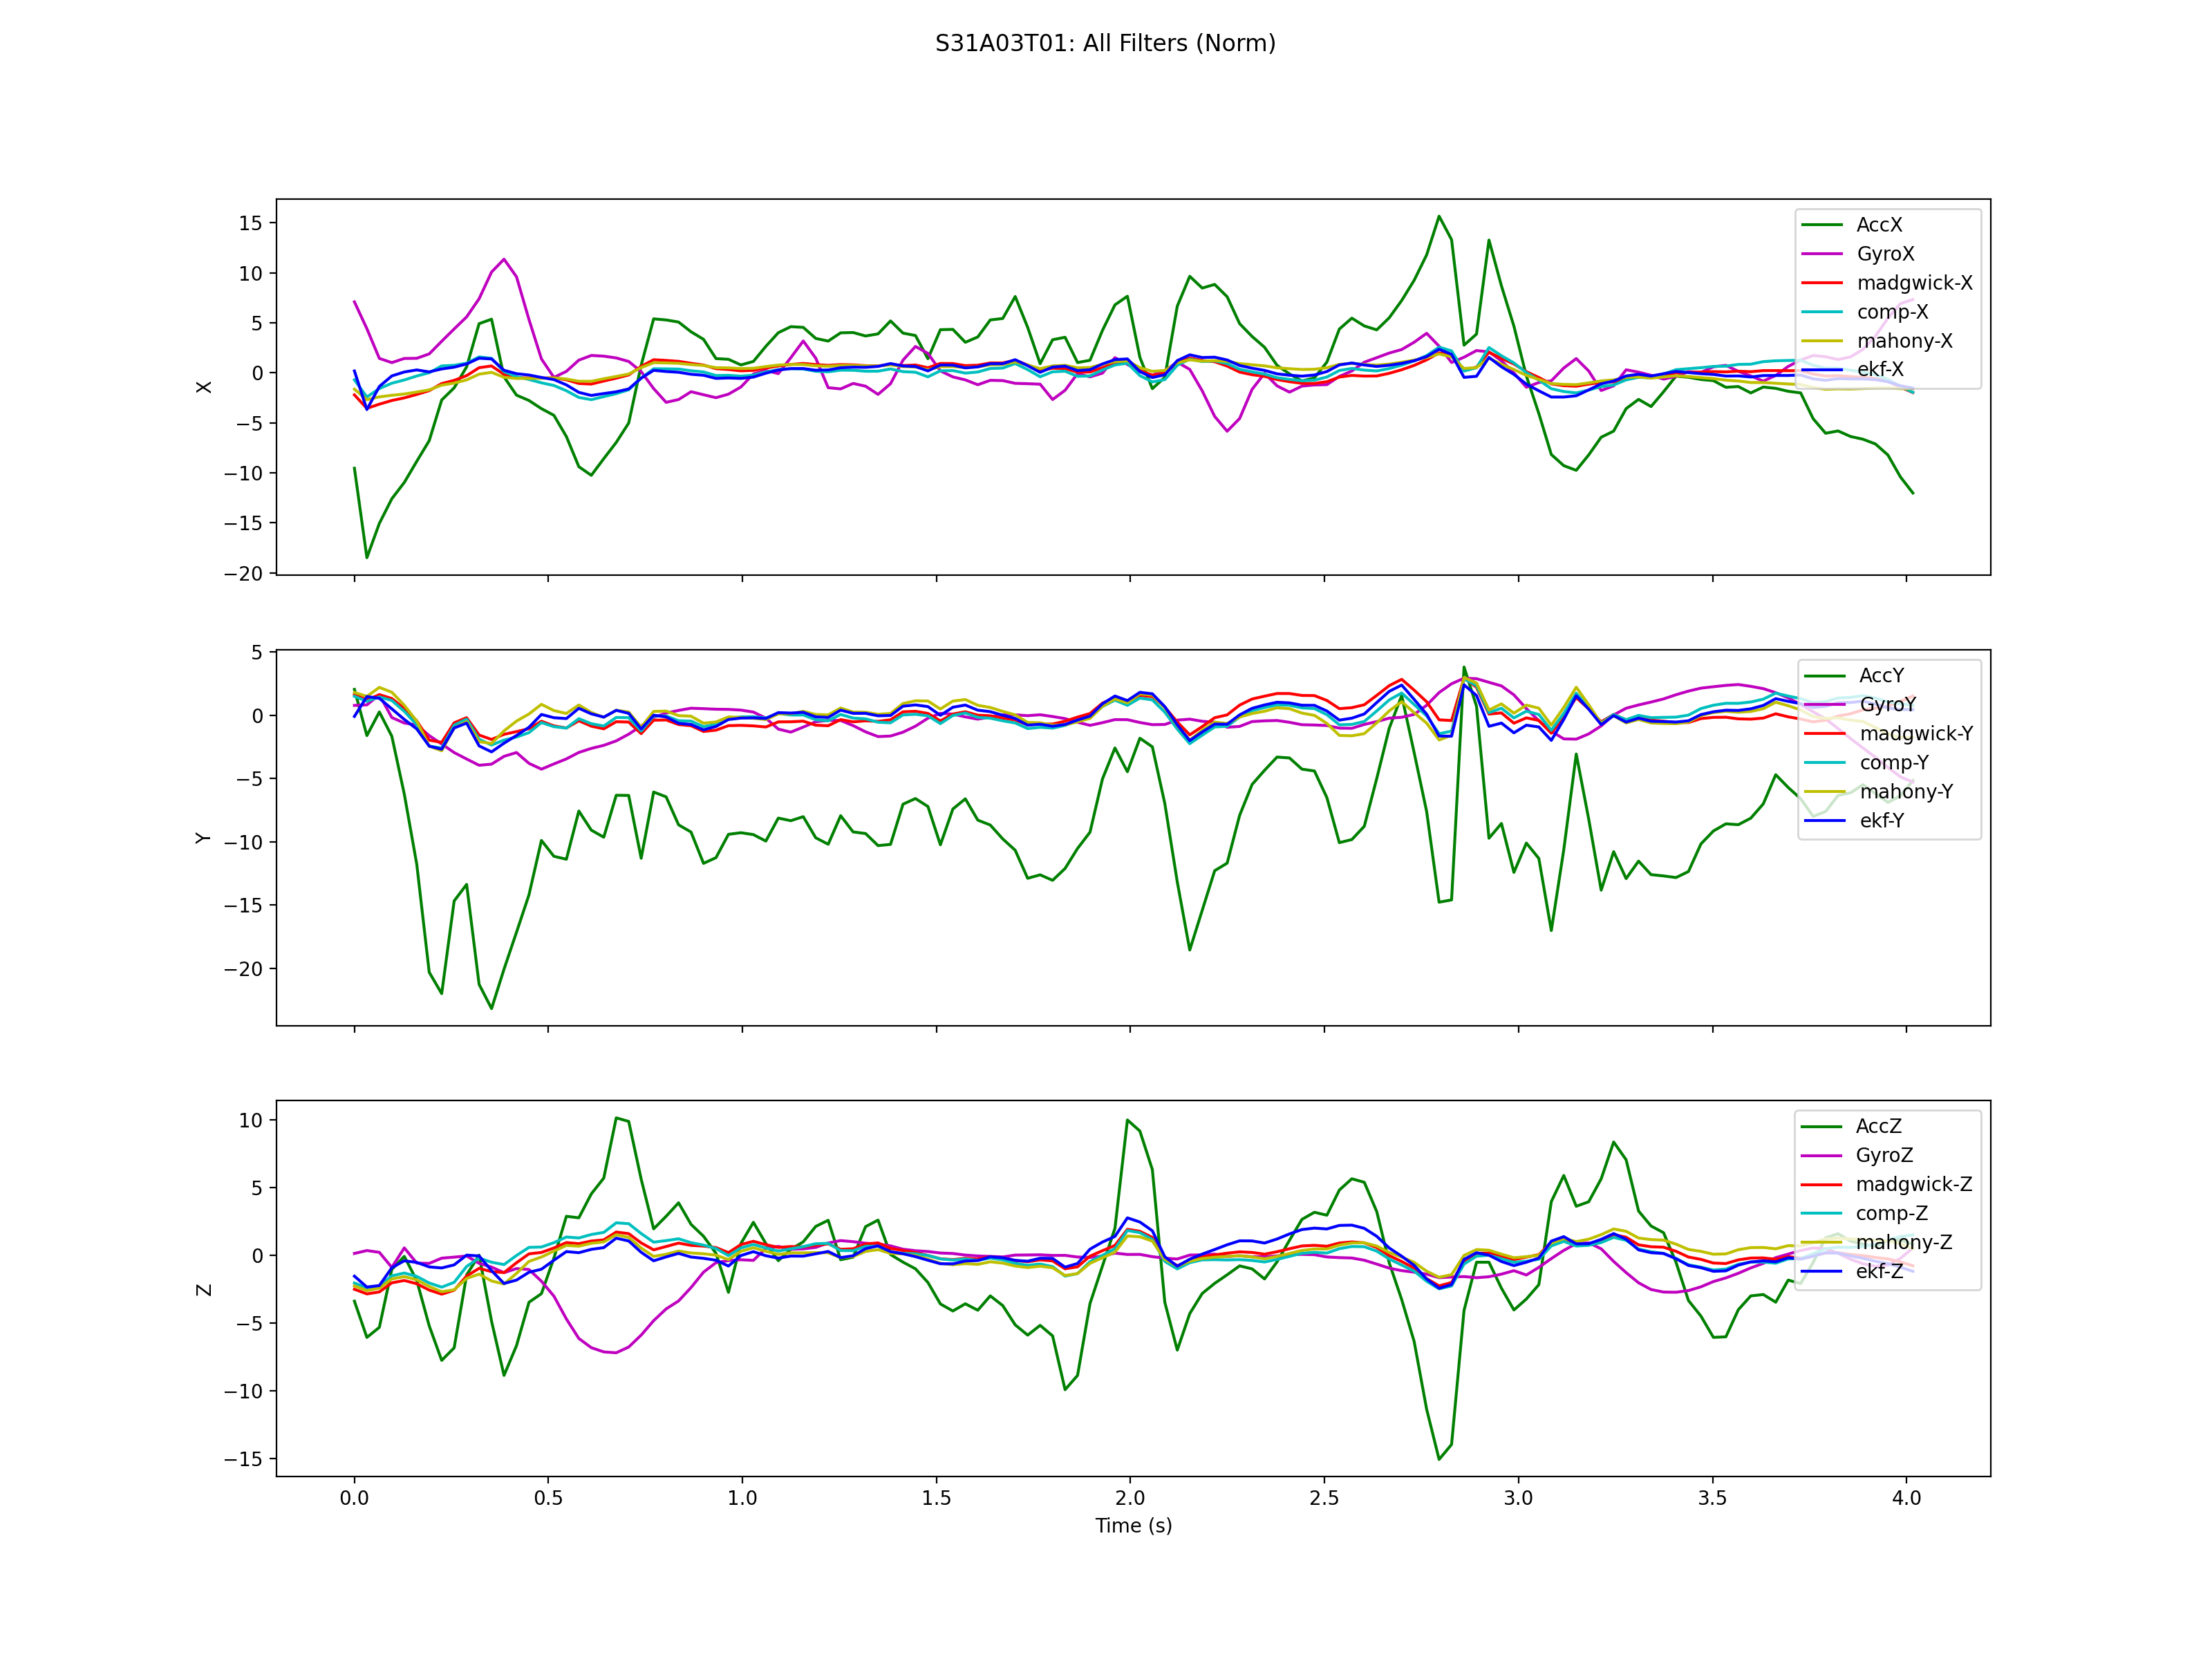 S31A03T01: All Filters (Norm)
15
10
5
0
−5
−10
−15
−20
X
AccX
GyroX
madgwick-X
comp-X
mahony-X
ekf-X
5
0
−5
−10
−15
−20
Y
AccY
GyroY
madgwick-Y
comp-Y
mahony-Y
ekf-Y
10
5
0
−5
−10
−15
Z
AccZ
GyroZ
madgwick-Z
comp-Z
mahony-Z
ekf-Z
0.0 0.5 1.0 1.5 2.0 2.5 3.0 3.5 4.0
Time (s)